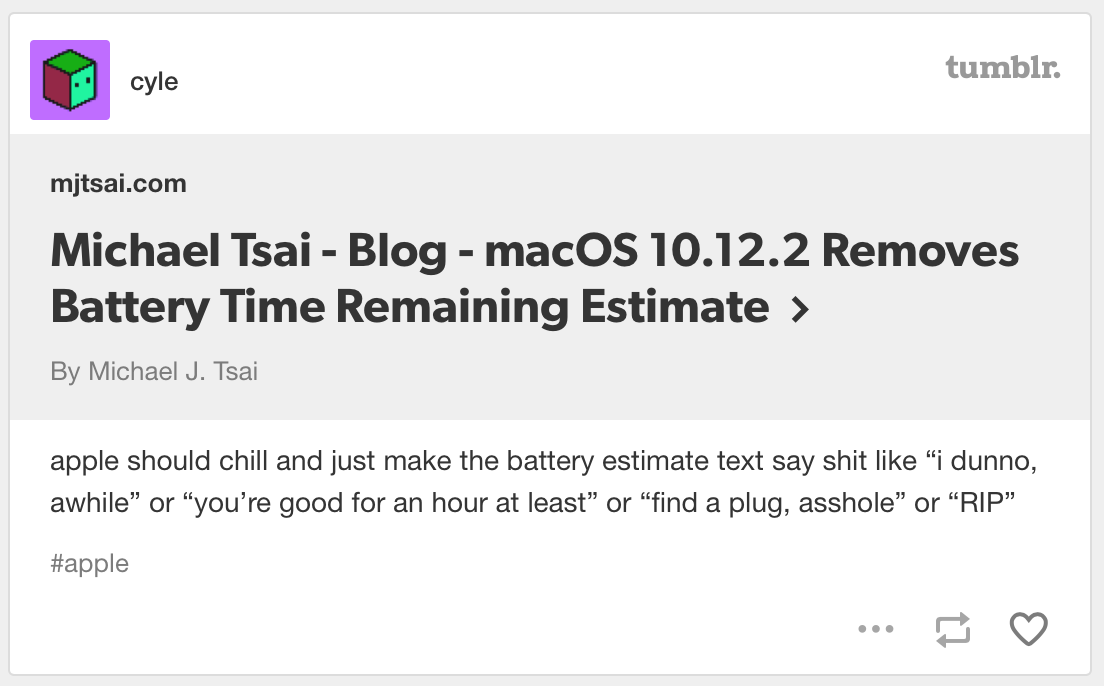 cyle
tumblr.
mjtsai.com
Michael Tsai - Blog - macOS 10.12.2 Removes
Battery Time Remaining Estimate >
By Michael J. Tsai
apple should chill and just make the battery estimate text say shit like “i dunno,
awhile” or “you’re good for an hour at least” or “find a plug, asshole” or “RIP”
#apple